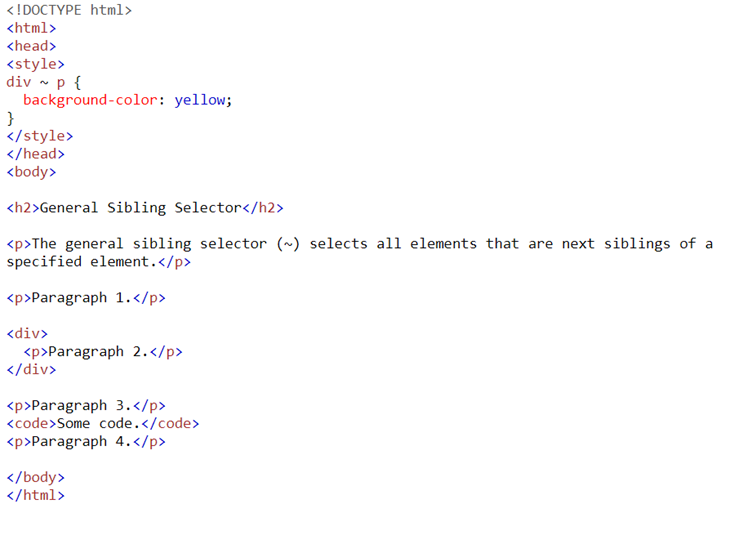 <!DOCTYPE html>
<html>
<head>
<style>
div ~ p {
  background-color: yellow;
}
</style>
</head>
<body>

<h2>General Sibling Selector</h2>

<p>The general sibling selector (~) selects all elements that are next siblings of a
specified element.</p>

<p>Paragraph 1.</p>

<div>
  <p>Paragraph 2.</p>
</div>

<p>Paragraph 3.</p>
<code>Some code.</code>
<p>Paragraph 4.</p>

</body>
</html>